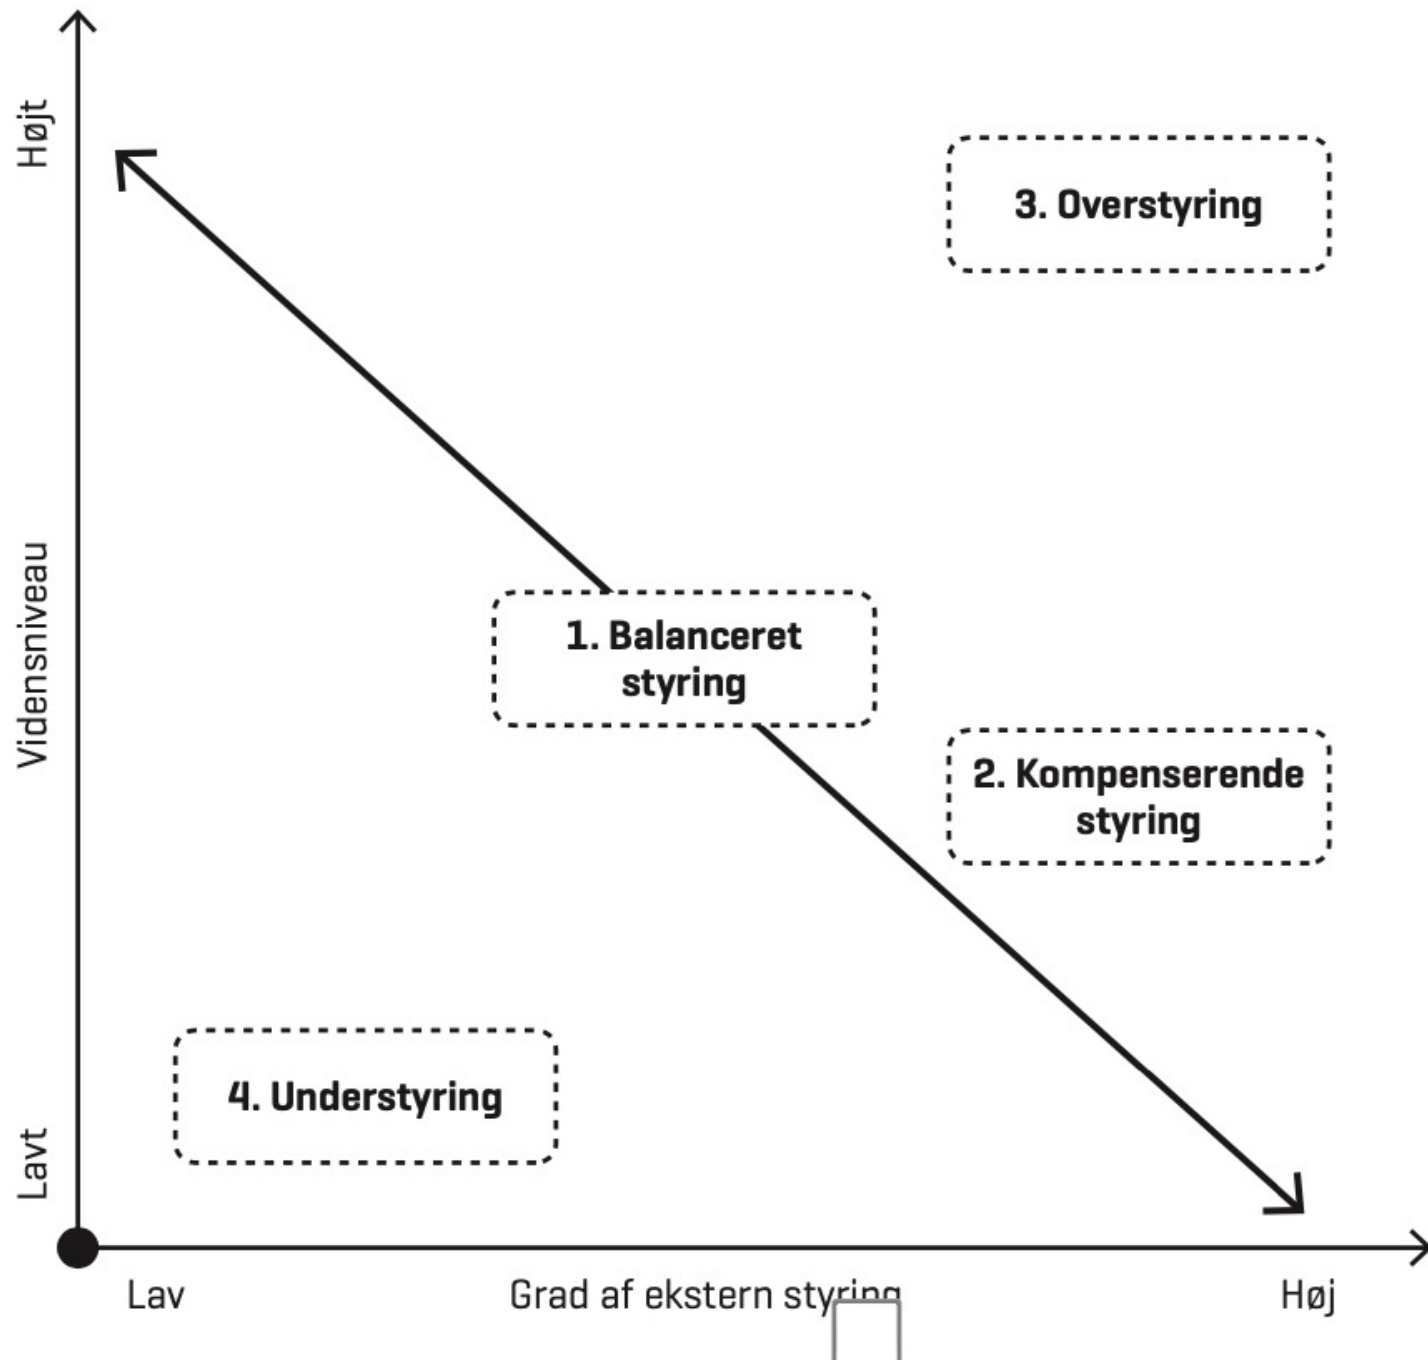 Højt
3. Overstyring
Vidensniveau
1. Balanceret
styring
2. Kompenserende
styring
4. Understyring
Lavt
Lav
Grad af ekstern styring
Høj